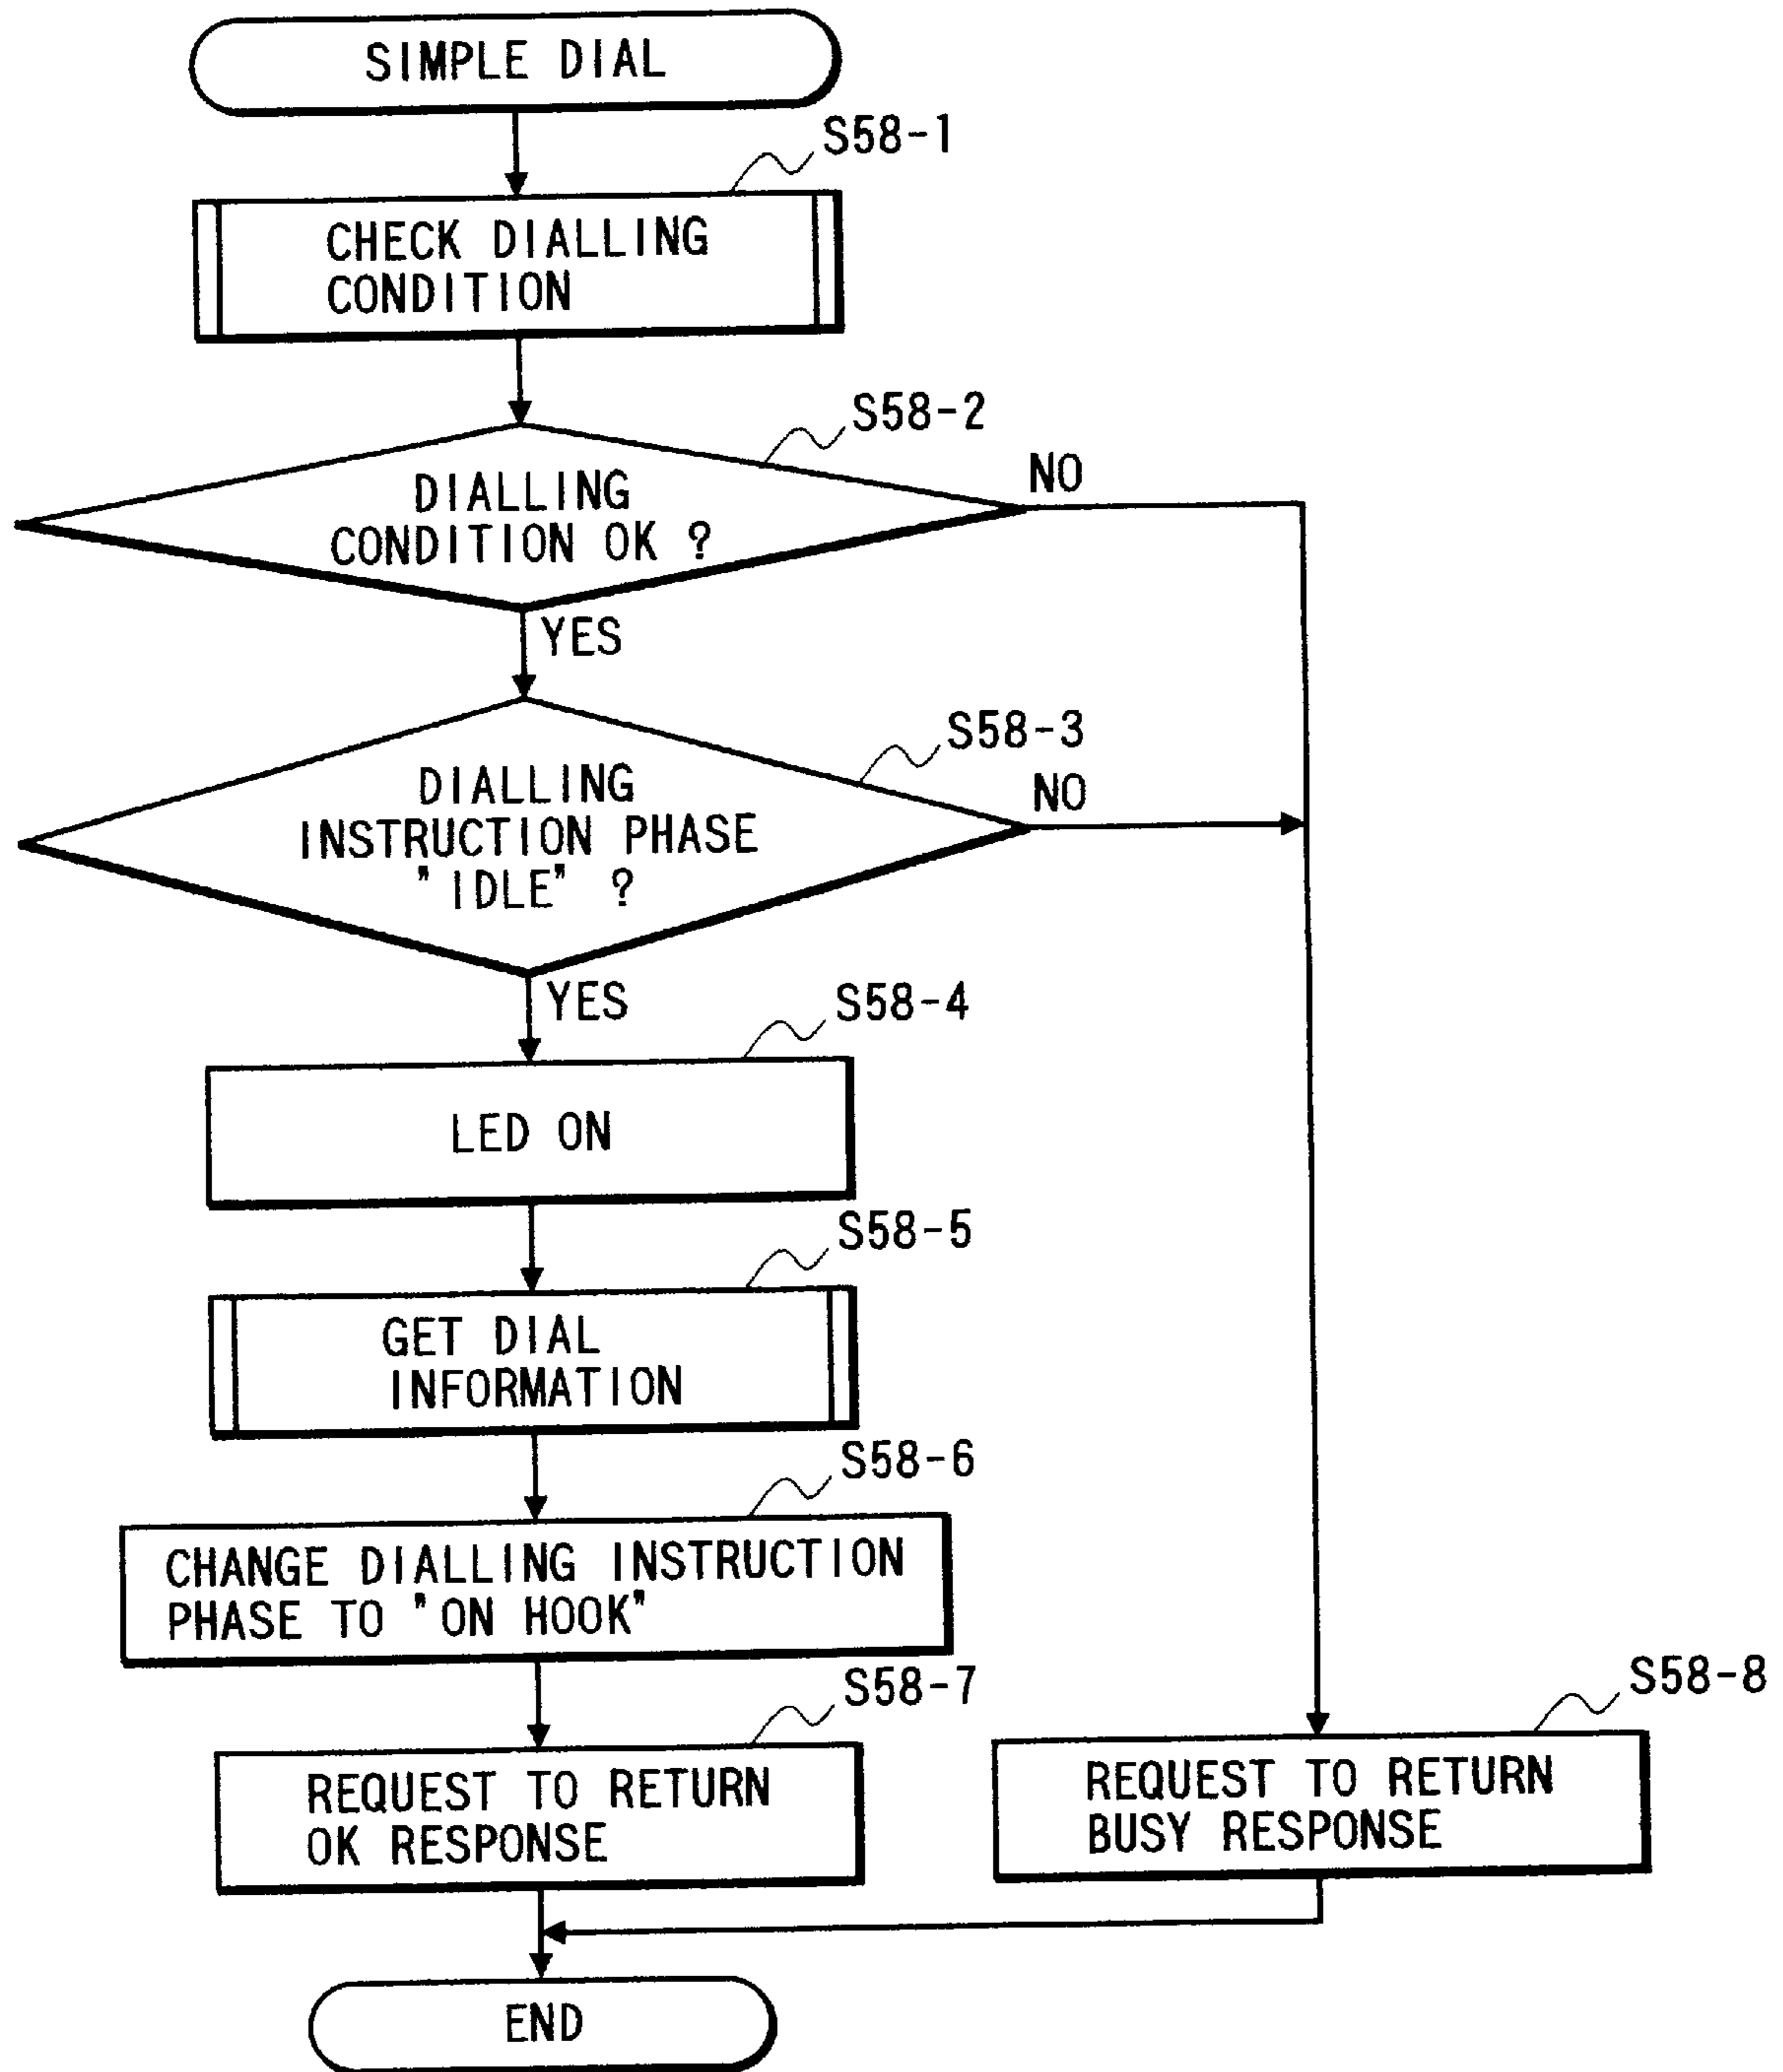 SIMPLE DIAL
S58-1
CHECK DIALLING
CONDITION
S58-2
DIALLING
CONDITION OK ?
NO
YES
S58-3
DIALLING
INSTRUCTION PHASE
"IDLE" ?
NO
YES
S58-4
LED ON
S58-5
GET DIAL
INFORMATION
S58-6
CHANGE DIALLING INSTRUCTION
PHASE TO "ON HOOK"
S58-7
REQUEST TO RETURN
OK RESPONSE
S58-8
REQUEST TO RETURN
BUSY RESPONSE
END